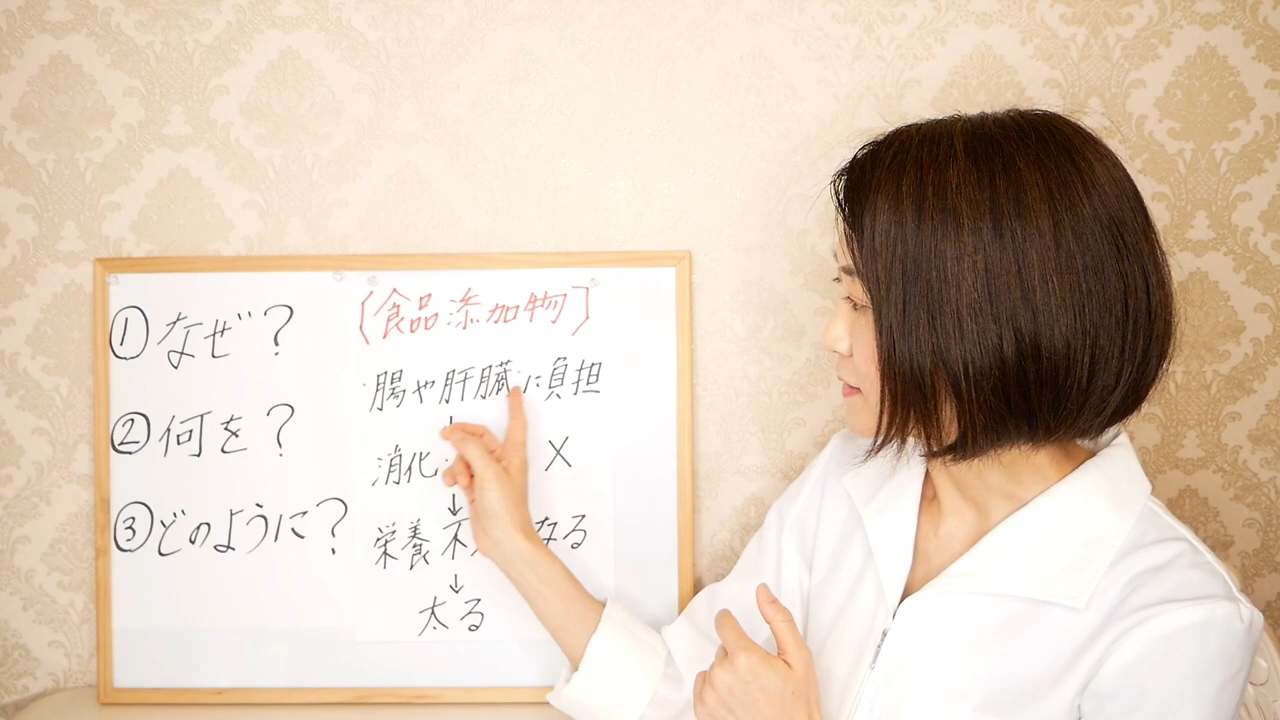 ①なぜ?
②何を?
③どのように?
[食品添加物]
腸や肝臓に負担
↓
消化 X
↓
栄養不 なる
↓
太る